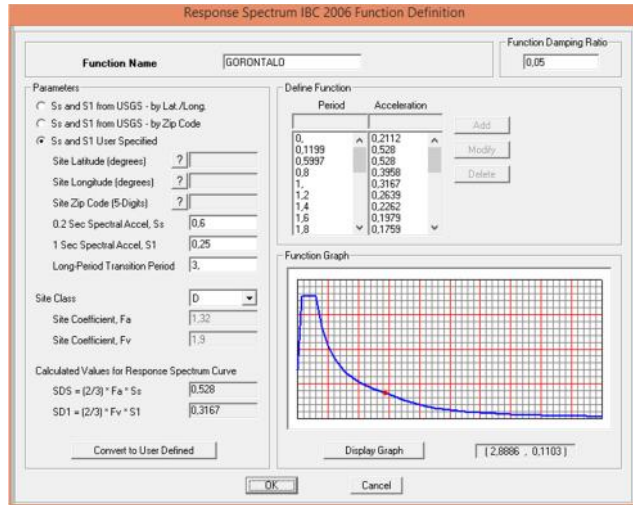 Response Spectrum IBC 2006 Function Definition
Function Name
GORONTALO
Function Damping Ratio
0,05
Parameters
Ss and S1 from USGS - by Lat./Long.
Ss and S1 from USGS - by Zip Code
Ss and S1 User Specified
Site Latitude (degrees) ?
Site Longitude (degrees) ?
Site Zip Code (5-Digits) ?
0.2 Sec Spectral Accel, Ss 0,6
1 Sec Spectral Accel, S1 0,25
Long-Period Transition Period 3,
Site Class D
Site Coefficient, Fa 1,32
Site Coefficient, Fv 1,9
Calculated Values for Response Spectrum Curve
SDS = (2/3) * Fa * Ss 0,528
SD1 = (2/3) * Fv * S1 0,3167
Convert to User Defined
Define Function
Period Acceleration
0, 0,2112
0,1199 0,528
0,5997 0,528
0,8 0,3958
1, 0,3167
1,2 0,2639
1,4 0,2262
1,6 0,1979
1,8 0,1759
Add
Modify
Delete
Function Graph
Display Graph
(2,8886 , 0,1103)
OK
Cancel